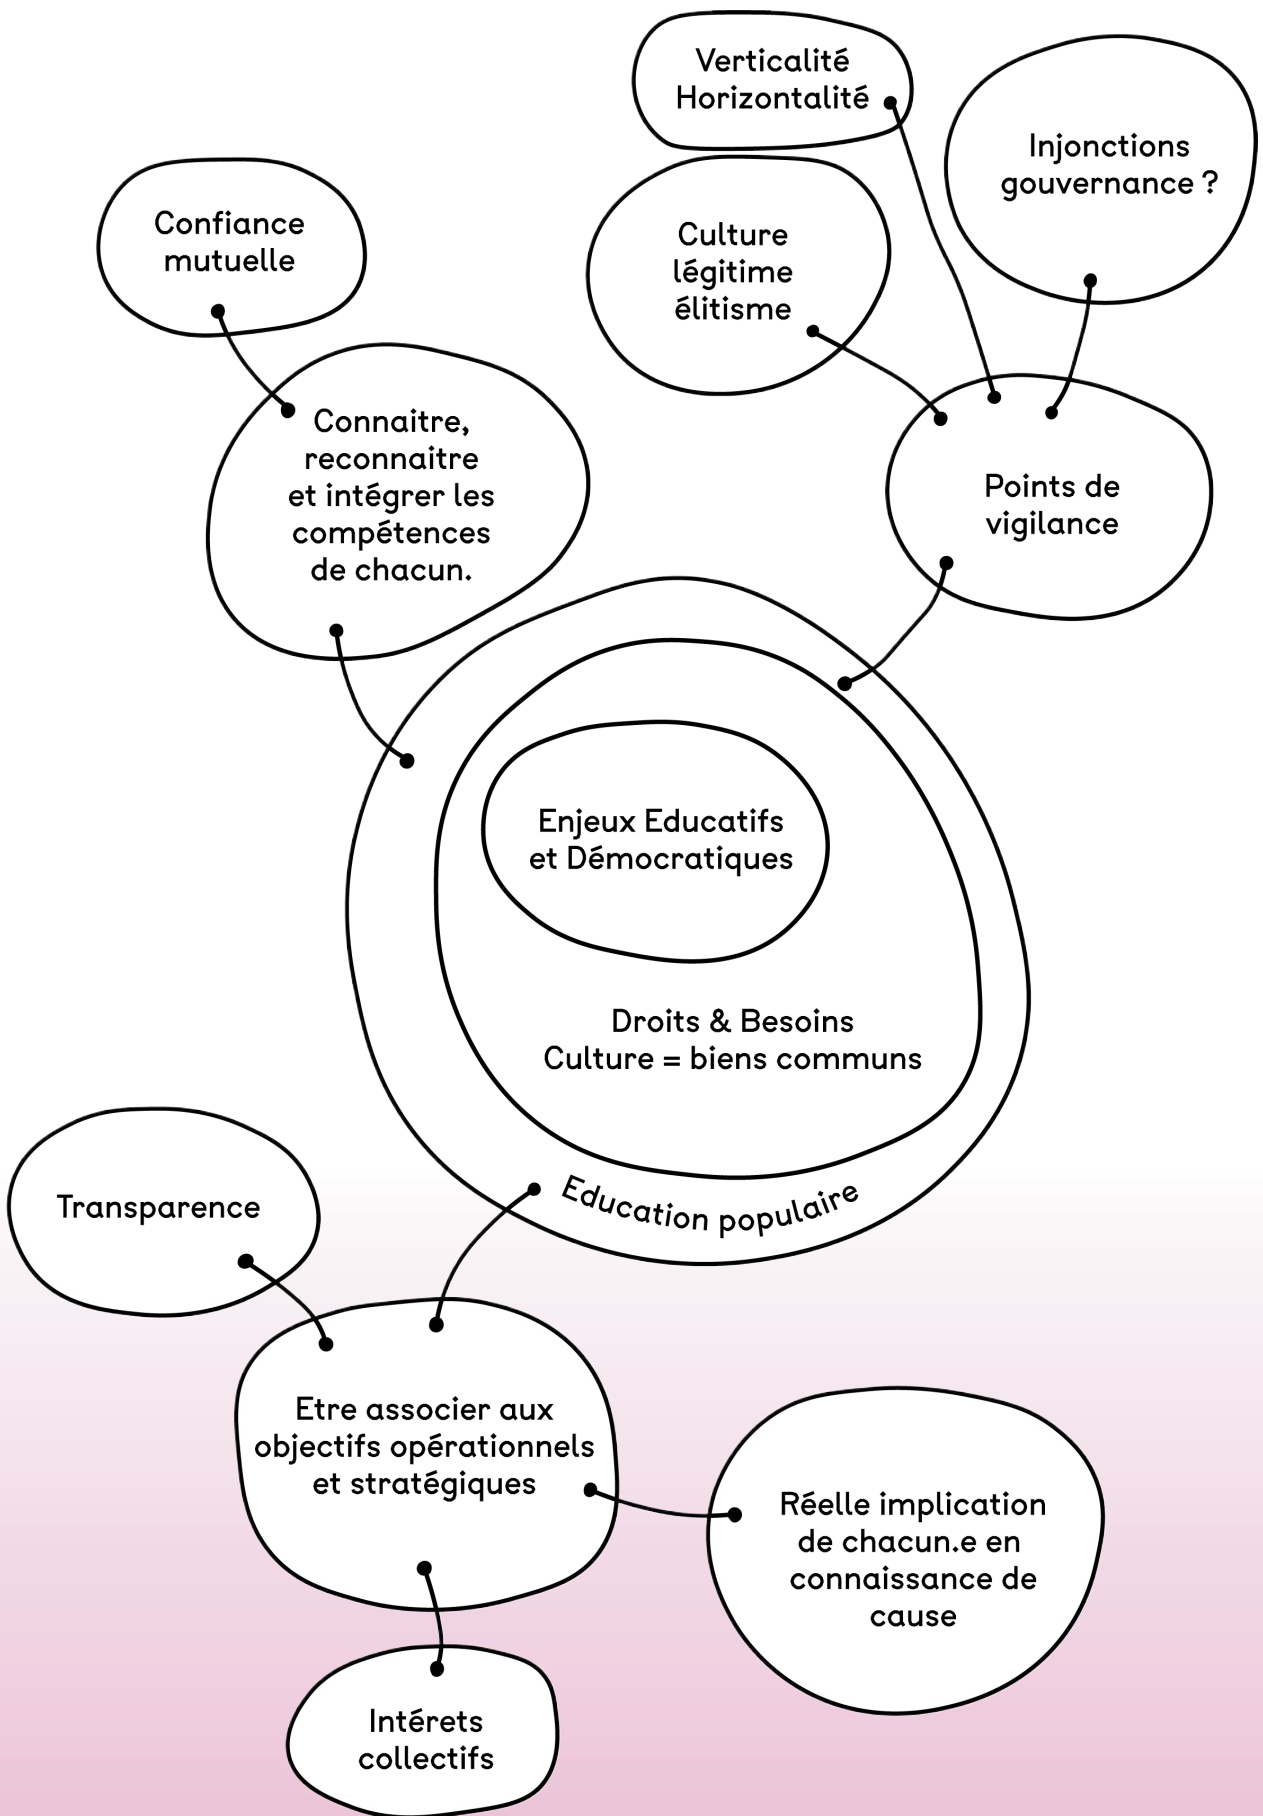 Verticalité
Horizontalité
Injonctions
gouvernance ?
Confiance
mutuelle
Culture
légitime
élitisme
Connaitre,
reconnaitre
et intégrer les
compétences
de chacun.
Points de
vigilance
Enjeux Educatifs
et Démocratiques
Droits & Besoins
Culture = biens communs
Education populaire
Transparence
Etre associer aux
objectifs opérationnels
et stratégiques
Réelle implication
de chacun.e en
connaissance de
cause
Intérets
collectifs